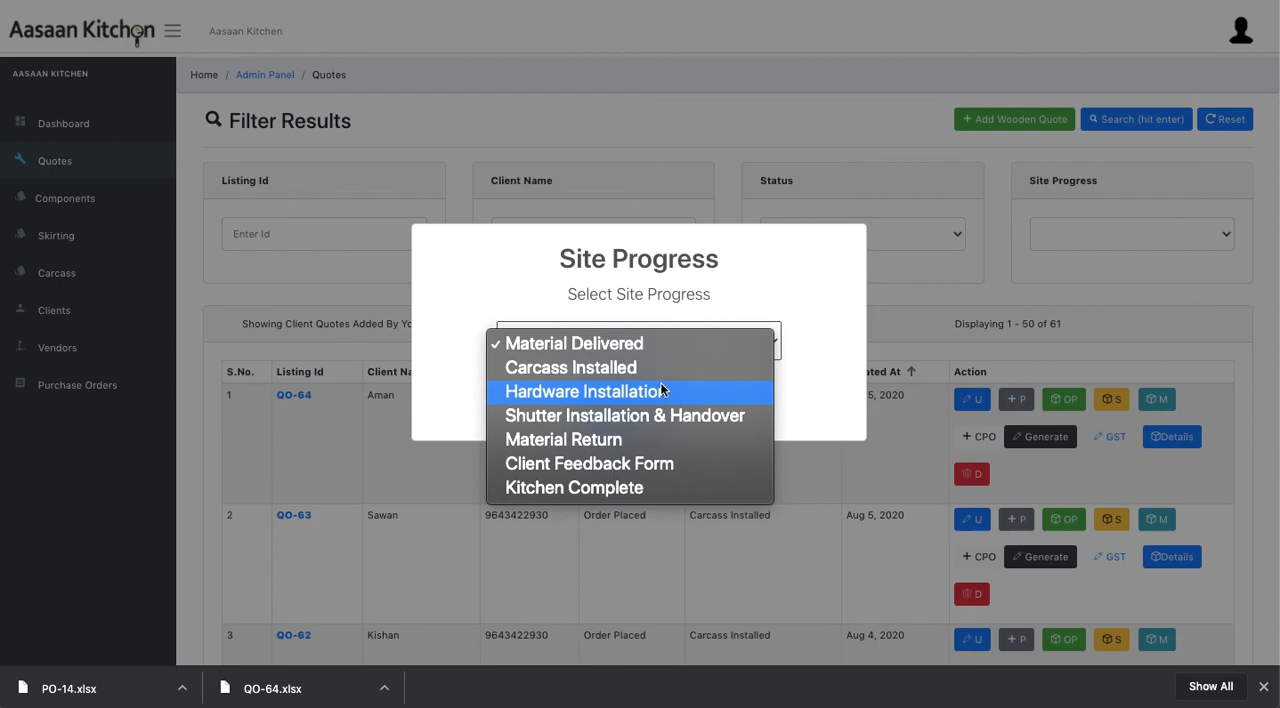 Aasaan Kitchen
Aasaan Kitchen
AASAAN KITCHEN
Dashboard
Quotes
Components
Skirting
Carcass
Clients
Vendors
Purchase Orders
Home / Admin Panel / Quotes
Filter Results
+ Add Wooden Quote
Search (hit enter)
Reset
Listing Id
Client Name
Status
Site Progress
Enter Id
Site Progress
Select Site Progress
✓ Material Delivered
Carcass Installed
Hardware Installation
Shutter Installation & Handover
Material Return
Client Feedback Form
Kitchen Complete
Showing Client Quotes Added By
Displaying 1 - 50 of 61
S.No. Listing Id Client At Action
1 QO-64 Aman 5, 2020 U + P OP S M
+ CPO Generate GST Details
D
2 QO-63 Sawan 9643422930 Order Placed Carcass Installed Aug 5, 2020 U + P OP S M
+ CPO Generate GST Details
D
3 QO-62 Kishan 9643422930 Order Placed Carcass Installed Aug 4, 2020 U + P OP S M
PO-14.xlsx
QO-64.xlsx
Show All